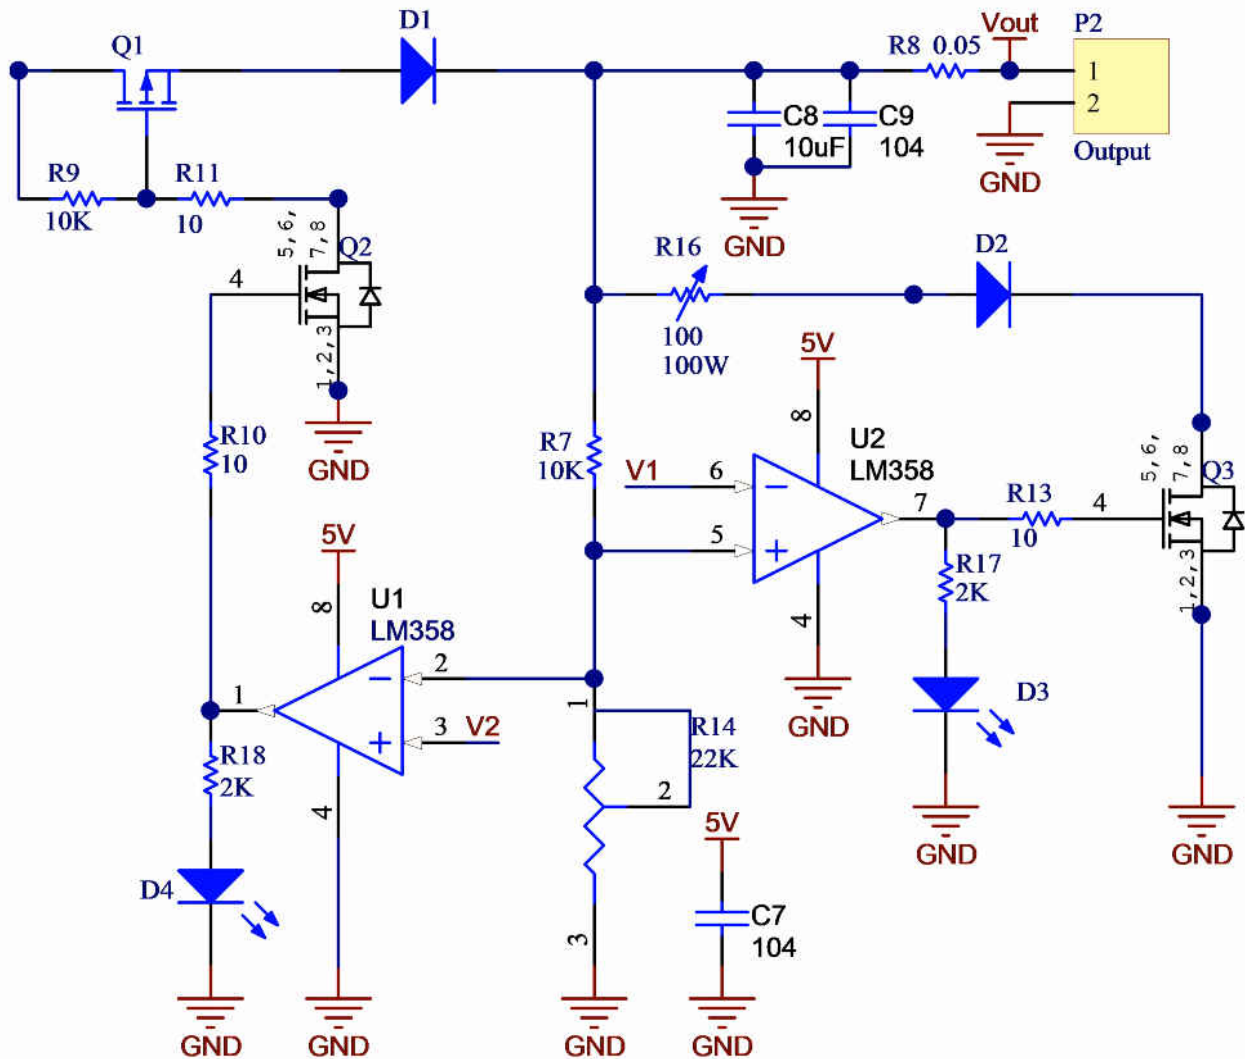 D1
Q1
R8 0.05
Vout
P2
1
2
Output
GND
C8
10uF
C9
104
GND
R9
10K
R11
10
5,6,
7,8
Q2
4
1,2,3
GND
R16
100
100W
D2
5V
8
U2
LM358
V1
6
5
7
4
GND
R7
10K
R13
10
4
5,6,
7,8
Q3
1,2,3
GND
R17
2K
D3
GND
R10
10
5V
8
U1
LM358
2
3
V2
1
4
GND
R18
2K
D4
GND
1
R14
22K
2
3
GND
5V
C7
104
GND